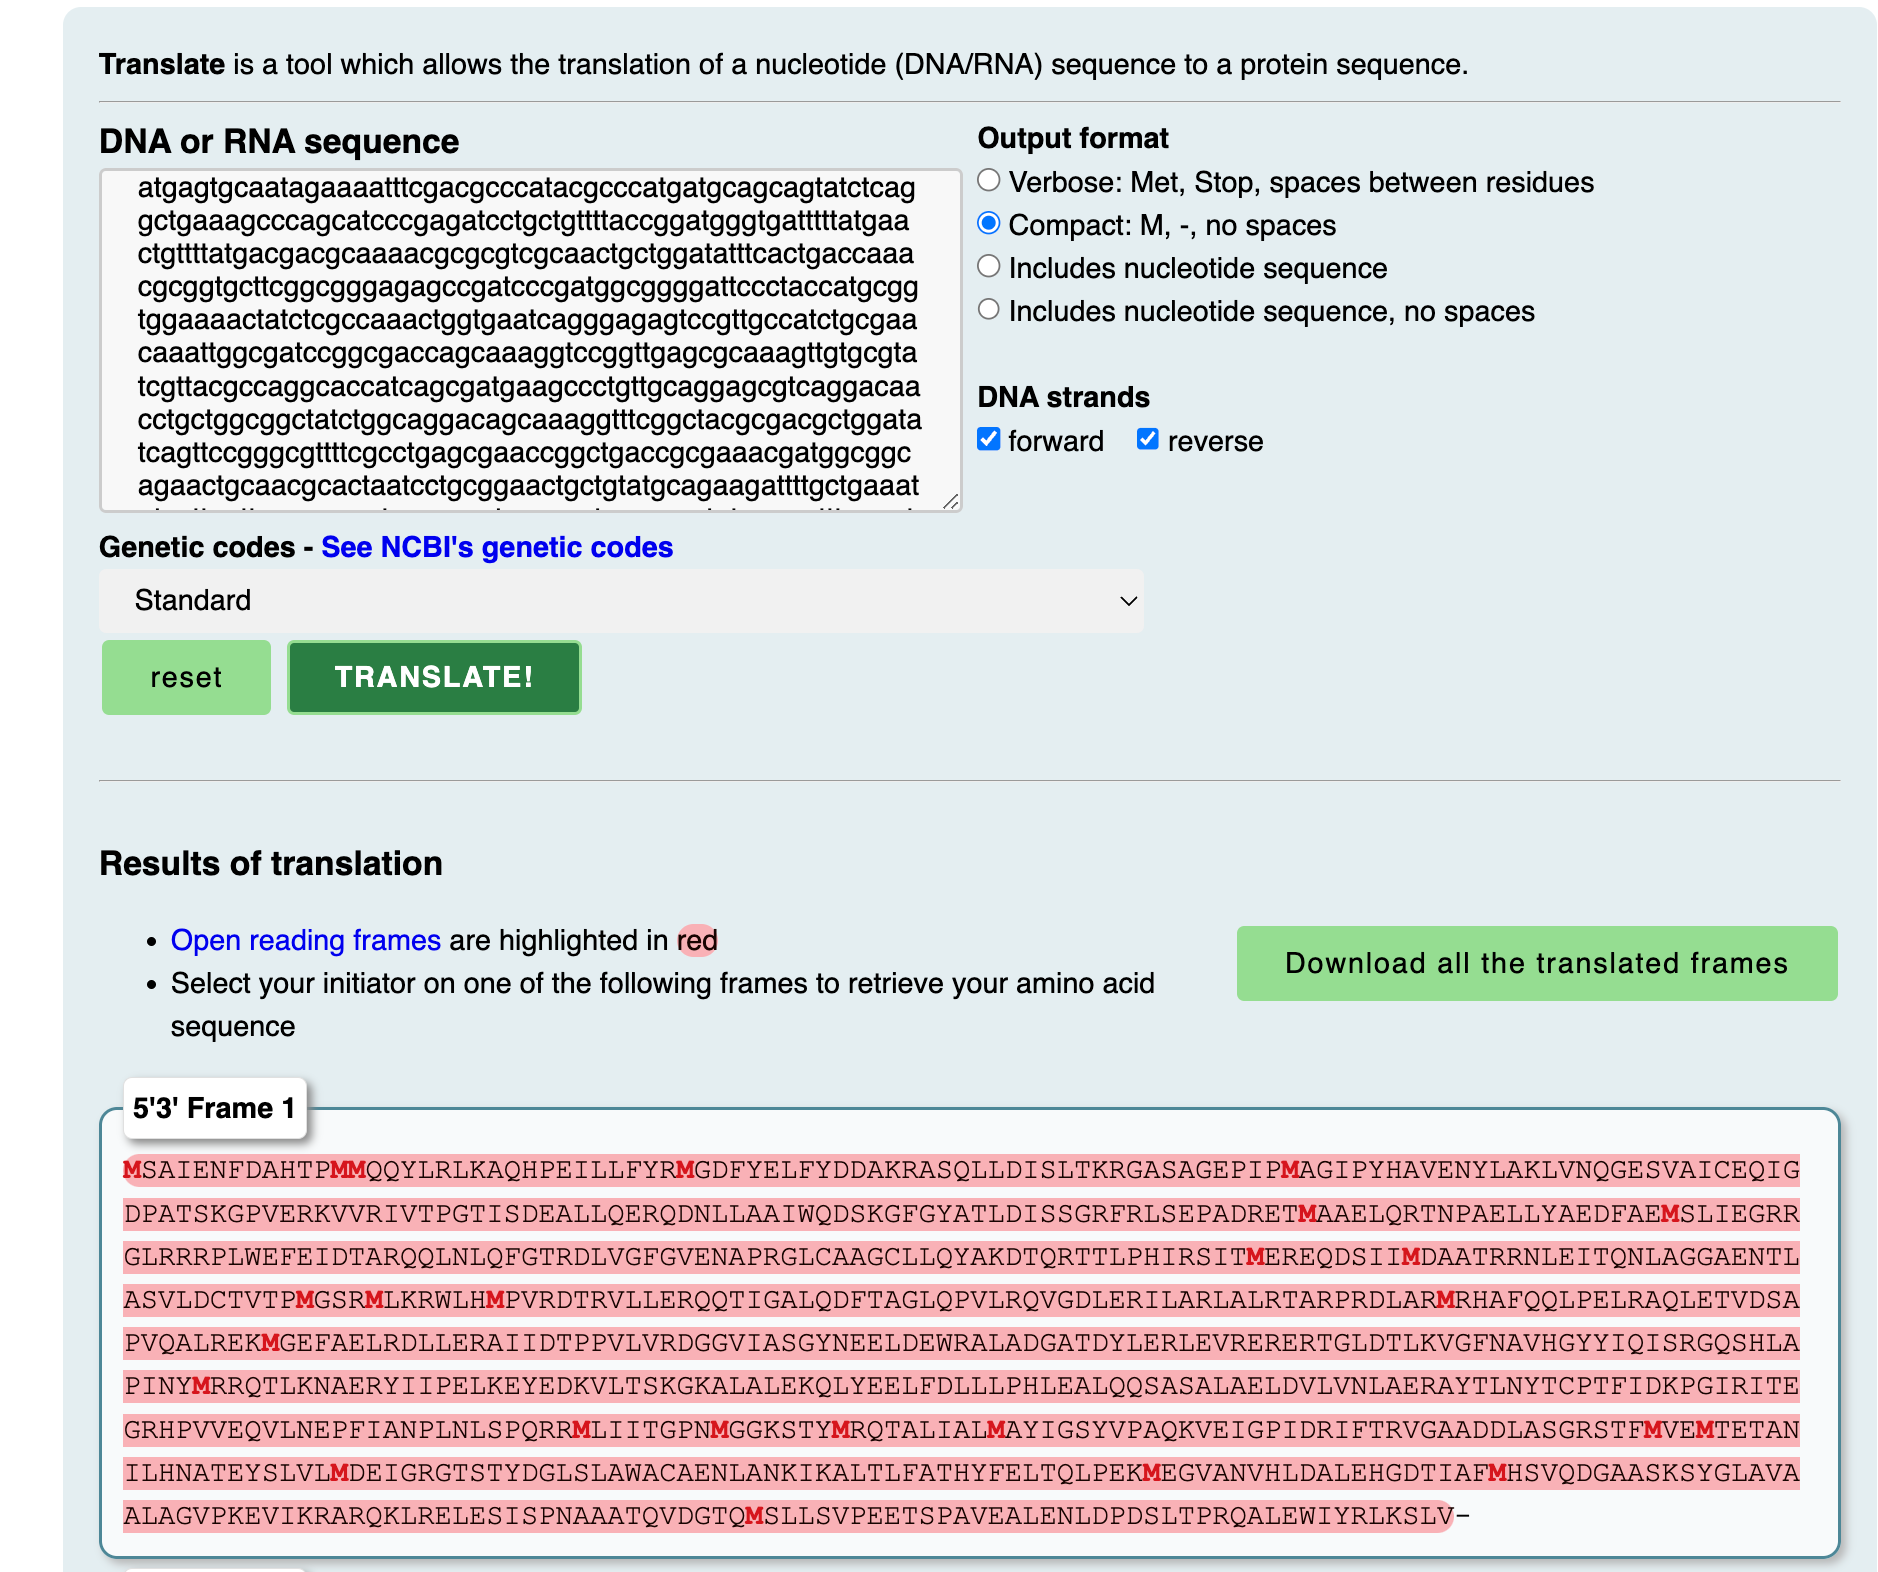 Translate is a tool which allows the translation of a nucleotide (DNA/RNA) sequence to a protein sequence.
DNA or RNA sequence
atgagtgcaatagaaaatttcgacgcccatacgcccatgatgcagcagtatctcag
gctgaaagcccagcatcccgagatcctgctgttttaccggatgggtgatttttatgaa
ctgttttatgacgacgcaaaacgcgcgtcgcaactgctggatatttcactgaccaaa
cgcggtgcttcggcgggagagccgatcccgatggcggggattccctaccatgcgg
tggaaaactatctcgccaaactggtgaatcagggagagtccgttgccatctgcgaa
caaattggcgatccggcgaccagcaaaggtccggttgagcgcaaagttgtgcgta
tcgttacgccaggcaccatcagcgatgaagccctgttgcaggagcgtcaggacaa
cctgctggcggctatctggcaggacagcaaaggtttcggctacgcgacgctggata
tcagttccgggcgttttcgcctgagcgaaccggctgaccgcgaaacgatggcggc
agaactgcaacgcactaatcctgcggaactgctgtatgcagaagattttgctgaaat
Output format
Verbose: Met, Stop, spaces between residues
Compact: M, -, no spaces
Includes nucleotide sequence
Includes nucleotide sequence, no spaces
DNA strands
forward reverse
Genetic codes - See NCBI's genetic codes
Standard
reset TRANSLATE!
Results of translation
• Open reading frames are highlighted in red
• Select your initiator on one of the following frames to retrieve your amino acid
sequence
Download all the translated frames
5'3' Frame 1
MSAIENFDAHTPMMQQYLRLKAQHPEILLFYRMGDFYELFYDDAKRASQLLDISLTKRGASAGEPIPMAGIPYHAVENYLAKLVNQGESVAICEQIG
DPATSKGPVERKVVRIVTPGTISDEALLQERQDNLLAAIWQDSKGFGYATLDISSGRFRLSEPADRETMAAELQRTNPAELLYAEDFAEMSLIEGRR
GLRRRPLWEFEIDTARQQLNLQFGTRDLVGFGVENAPRGLCAAGCLLQYAKDTQRTTLPHIRSITMEREQDSIIMDAATRRNLEITQNLAGGAENTL
ASVLDCTVTPMGSRMLKRWLHMPVRDTRVLLERQQTIGALQDFTAGLQPVLRQVGDLERILARLALRTARPRDLARMRHAFQQLPELRAQLETVDSA
PVQALREKMGEFAELRDLLERAIIDTPPVLVRDGGVIASGYNEELDEWRALADGATDYLERLEVRERERTGLDTLKVGFNAVHGYYIQISRGQSHLA
PINYMRRQTLKNAERYIIPELKEYEDKVLTSKGKALALEKQLYEELFDLLLPHLEALQQSASALAELDVLVNLAERAYTLNYTCPTFIDKPGIRITE
GRHPVVEQVLNEPFIANPLNLSPQRRMLIITGPNMGGKSTYMRQTALIALMAYIGSYVPAQKVEIGPIDRIFTRVGAADDLASGRSTFMVEMTETAN
ILHNATEYSLVLMDEIGRGTSTYDGLSLAWACAENLANKIKALTLFATHYFELTQLPEKMEGVANVHLDALEHGDTIAFMHSVQDGAASKSYGLAVA
ALAGVPKEVIKRARQKLRELESISPNAAATQVDGTQMSLLSVPEETSPAVEALENLDPDSLTPRQALEWIYRLKSLV-